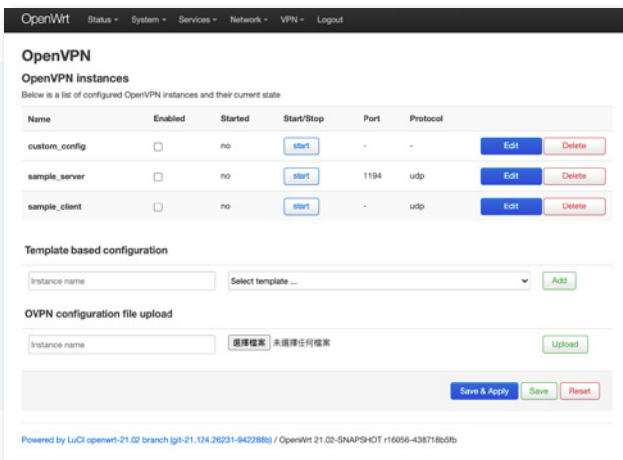 OpenWrt Status System Services Network VPN Logout
OpenVPN
OpenVPN instances
Below is a list of configured OpenVPN instances and their current state
Name Enabled Started Start/Stop Port Protocol
custom_config no start - - Edit Delete
sample_server no start 1194 udp Edit Delete
sample_client no start - udp Edit Delete
Template based configuration
Instance name Select template ... Add
OVPN configuration file upload
Instance name 選擇檔案 未選擇任何檔案 Upload
Save & Apply Save Reset
Powered by LuCI openwrt-21.02 branch (git-21.124.26231-942288b) / OpenWrt 21.02-SNAPSHOT r16056-438718b5fb